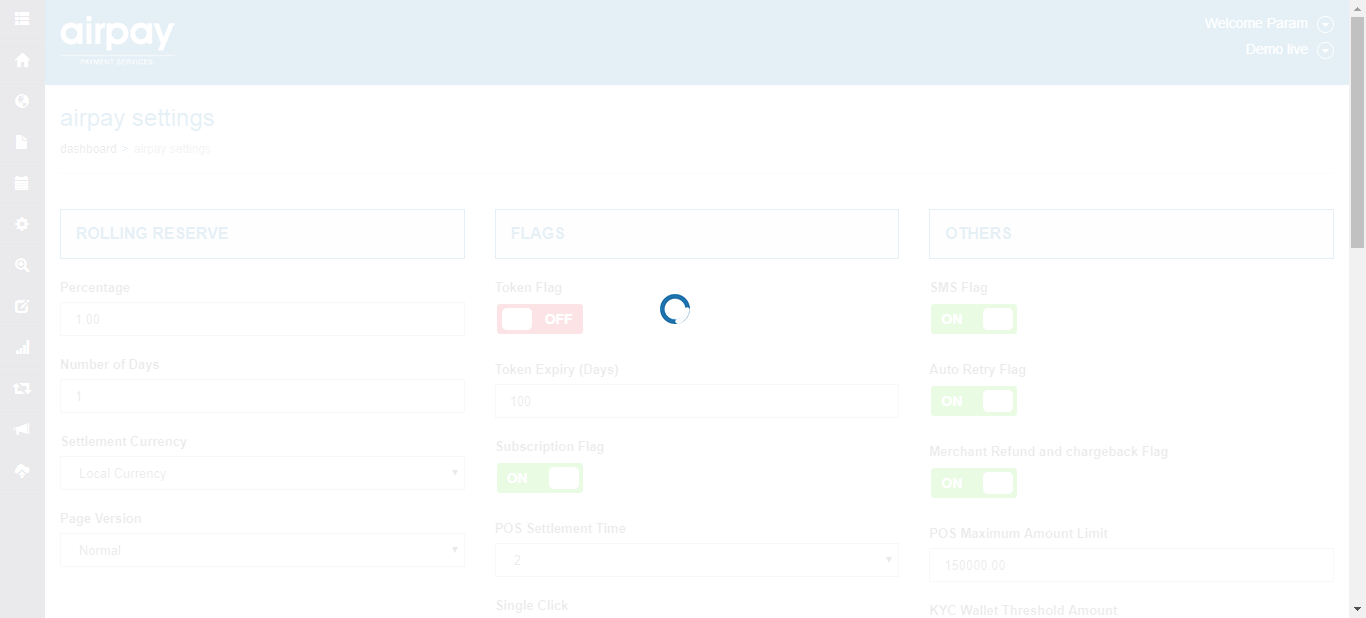 airpay
PAYMENT SERVICES
Welcome Param
Demo live
airpay settings
dashboard > airpay settings
ROLLING RESERVE
Percentage
1.00
Number of Days
1
Settlement Currency
Local Currency
Page Version
Normal
FLAGS
Token Flag
OFF
Token Expiry (Days)
100
Subscription Flag
ON
POS Settlement Time
2
Single Click
OTHERS
SMS Flag
ON
Auto Retry Flag
ON
Merchant Refund and chargeback Flag
ON
POS Maximum Amount Limit
150000.00
KYC Wallet Threshold Amount